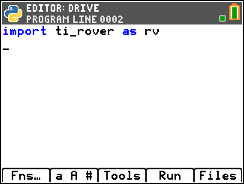 EDITOR: DRIVE
PROGRAM LINE 0002
import ti_rover as rv
_
Fns… a A # Tools Run Files